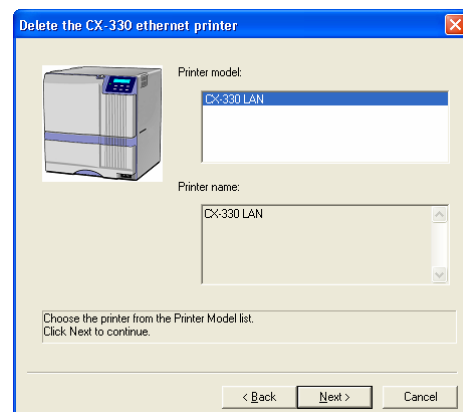 Delete the CX-330 ethernet printer
Printer model:
CX-330 LAN
Printer name:
CX-330 LAN
Choose the printer from the Printer Model list.
Click Next to continue.
< Back
Next >
Cancel